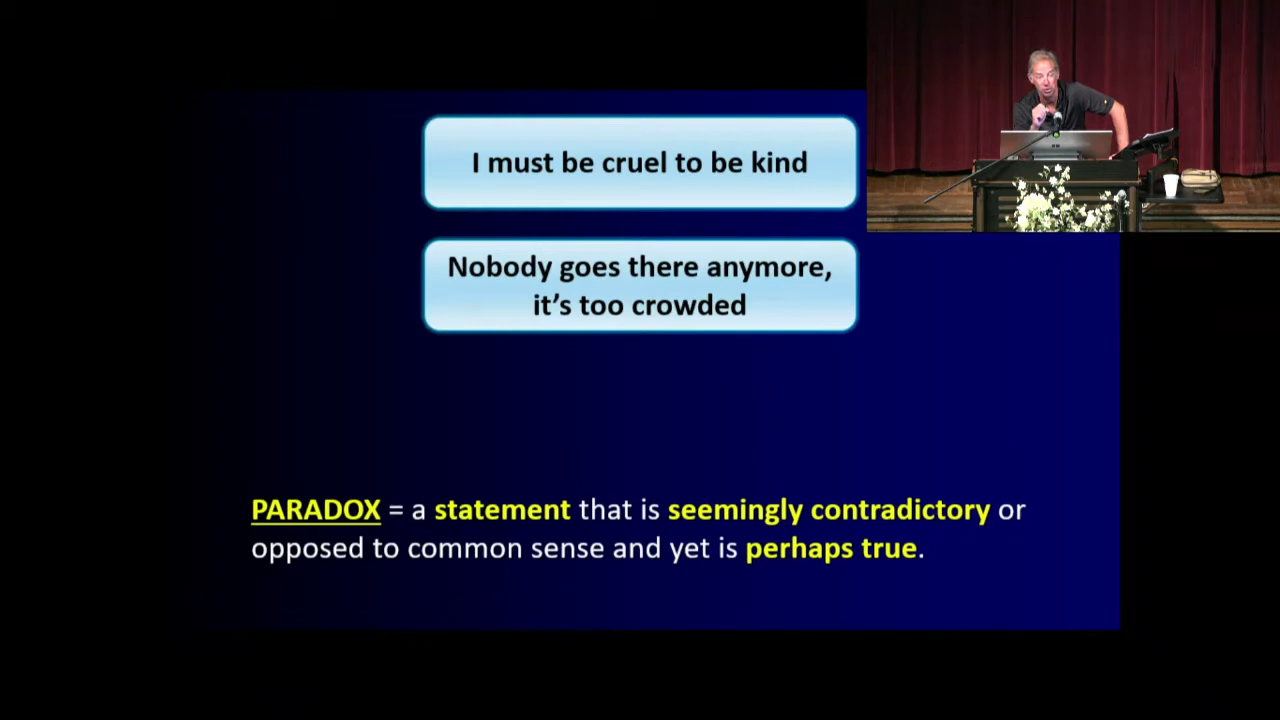 I must be cruel to be kind
Nobody goes there anymore,
it’s too crowded
PARADOX = a statement that is seemingly contradictory or
opposed to common sense and yet is perhaps true.